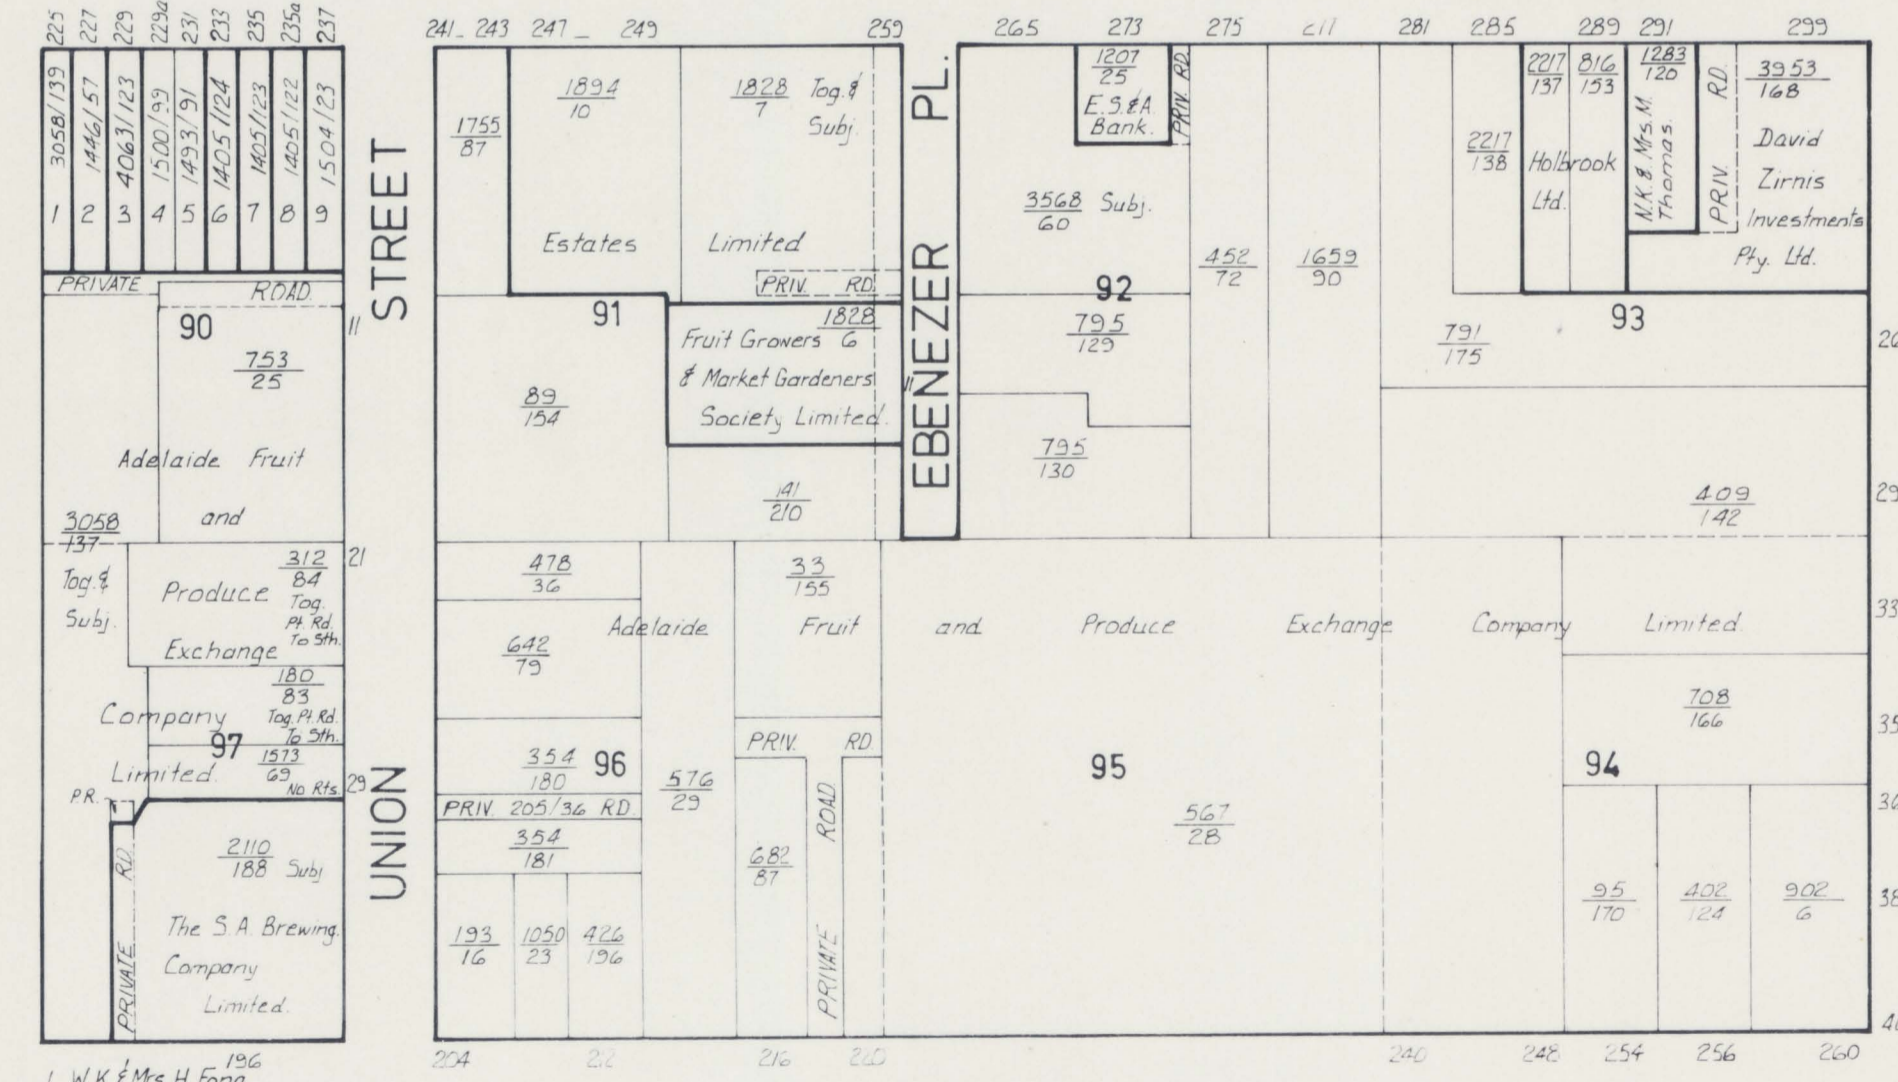 225 227 229 229a 231 233 235 235a 237
241_ 243 247_ 249 259
265 273 275 281 285 289 291 299
3058/139 1
1446/57 2
4063/123 3
1500/99 4
1493/91 5
1405/124 6
1405/123 7
1405/122 8
1504/23 9
PRIVATE ROAD.
90
753
25
11
Adelaide Fruit
and
3058
137
Tog. &
Subj.
312
84
Tog.
Pt. Rd.
To Sth.
21
Produce
Exchange
180
83
Tog. Pt. Rd.
To Sth.
Company
97
Limited.
1573
69
No Rts.
29
P.R.
PRIVATE RD.
2110
188 Subj
The S.A. Brewing.
Company
Limited.
196
1 W.K & Mrs H Fong
UNION STREET
1755
87
1894
10
1828
7
Tog. &
Subj.
Estates Limited
PRIV. RD.
91
89
154
1828
6
Fruit Growers
& Market Gardeners
Society Limited.
141
210
EBENEZER PL.
11
1207
25
E.S.&A.
Bank.
PRIV. RD.
3568
60
Subj.
92
795
129
795
130
452
72
1659
90
2217
138
2217
137
816
153
Holbrook
Ltd.
1283
120
N.K. & Mrs. M.
Thomas.
PRIV. RD.
3953
168
David
Zirnis
Investments
Pty. Ltd.
93
791
175
409
142
29
478
36
33
155
Adelaide Fruit and Produce Exchange Company Limited.
33
642
79
PRIV. RD.
354
180
96
PRIV. 205/36 RD.
354
181
576
29
682
87
PRIVATE ROAD
193
16
1050
23
426
196
95
567
28
708
166
35
94
95
170
402
124
902
6
36
38
204 212 216 220 240 248 254 256 260